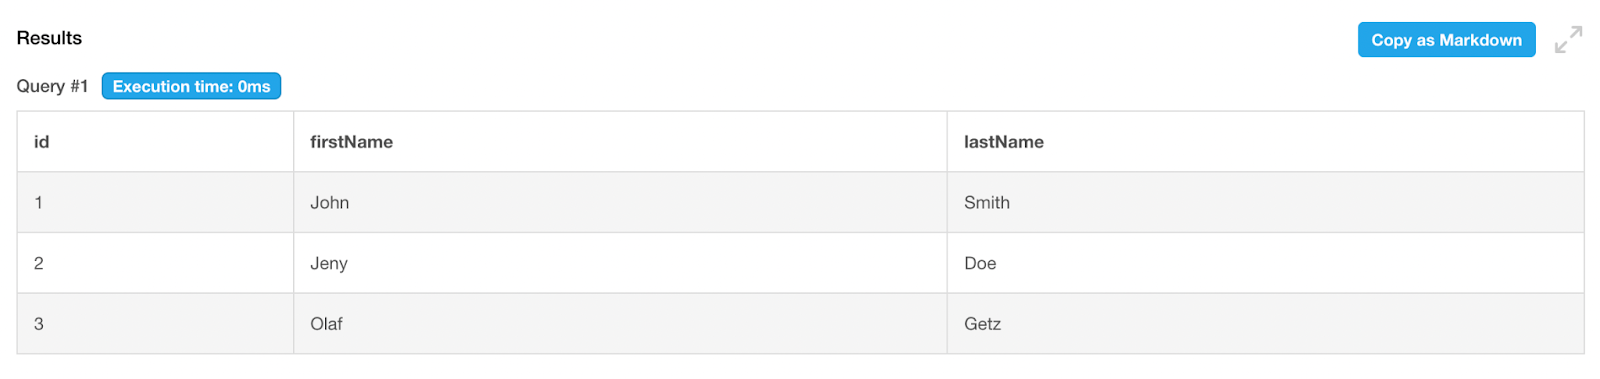 Results Copy as Markdown
Query #1 Execution time: 0ms
id firstName lastName
1 John Smith
2 Jeny Doe
3 Olaf Getz